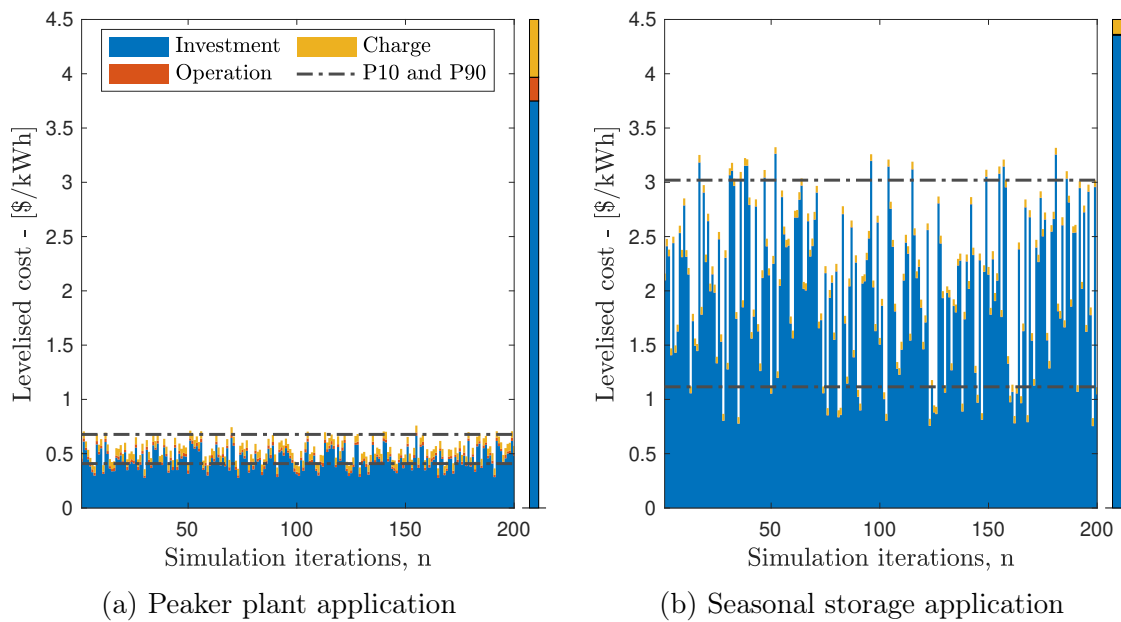 Levelised cost - [$/kWh]
4.5
4
3.5
3
2.5
2
1.5
1
0.5
0
Investment
Charge
Operation
P10 and P90
50
100
150
200
Simulation iterations, n
(a) Peaker plant application
Levelised cost - [$/kWh]
4.5
4
3.5
3
2.5
2
1.5
1
0.5
0
50
100
150
200
Simulation iterations, n
(b) Seasonal storage application